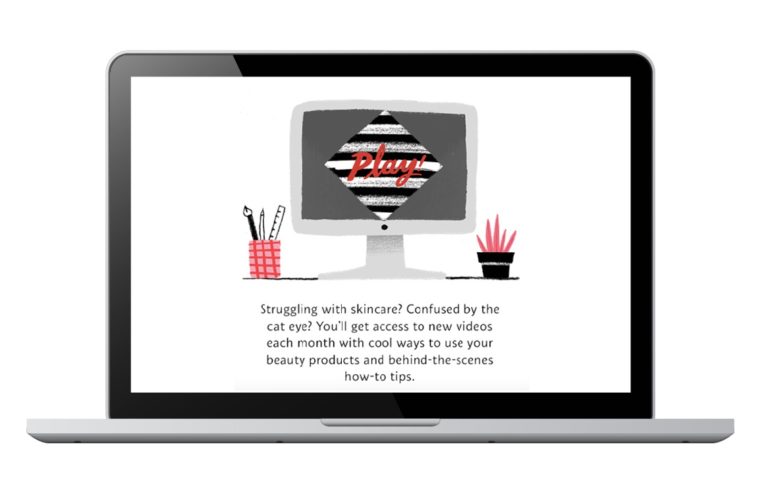 Play!
Struggling with skincare? Confused by the
cat eye? You'll get access to new videos
each month with cool ways to use your
beauty products and behind-the-scenes
how-to tips.